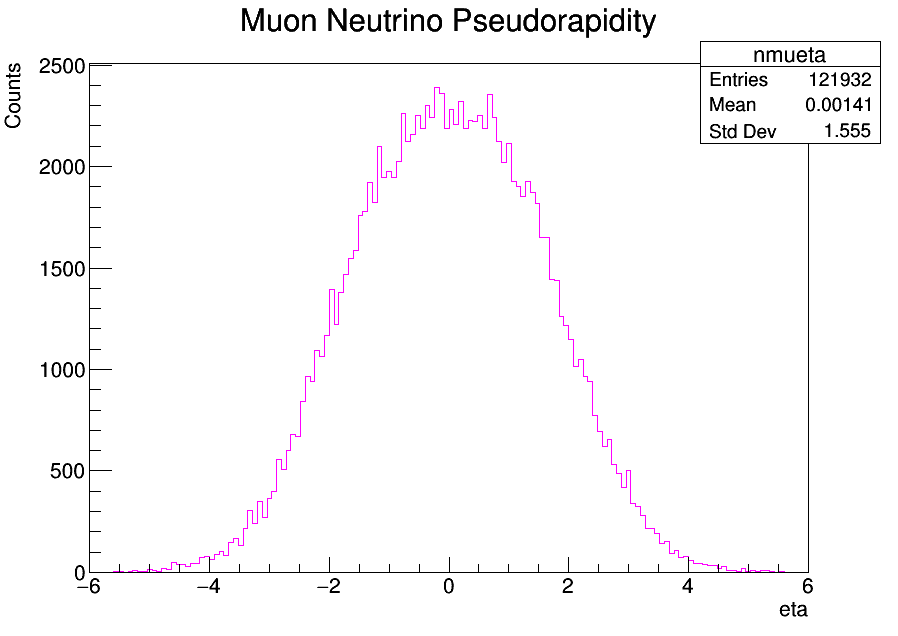 Muon Neutrino Pseudorapidity
nmueta
Entries 121932
Mean 0.00141
Std Dev 1.555
Counts
2500
2000
1500
1000
500
0
−6 −4 −2 0 2 4 6
eta